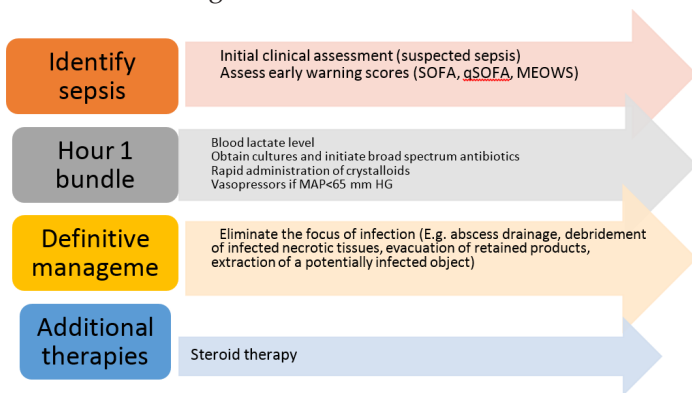 Identify
sepsis
Initial clinical assessment (suspected sepsis)
Assess early warning scores (SOFA, qSOFA, MEOWS)
Hour 1
bundle
Blood lactate level
Obtain cultures and initiate broad spectrum antibiotics
Rapid administration of crystalloids
Vasopressors if MAP<65 mm HG
Definitive
manageme
Eliminate the focus of infection (E.g. abscess drainage, debridement
of infected necrotic tissues, evacuation of retained products,
extraction of a potentially infected object)
Additional
therapies
Steroid therapy